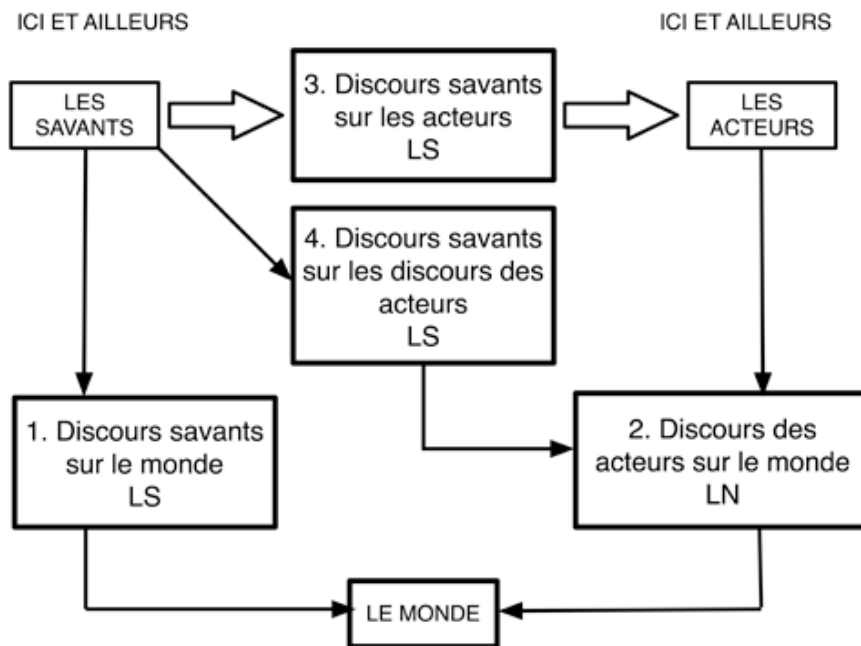 ICI ET AILLEURS
ICI ET AILLEURS
LES
SAVANTS
3. Discours savants
sur les acteurs
LS
LES
ACTEURS
4. Discours savants
sur les discours des
acteurs
LS
1. Discours savants
sur le monde
LS
2. Discours des
acteurs sur le monde
LN
LE MONDE